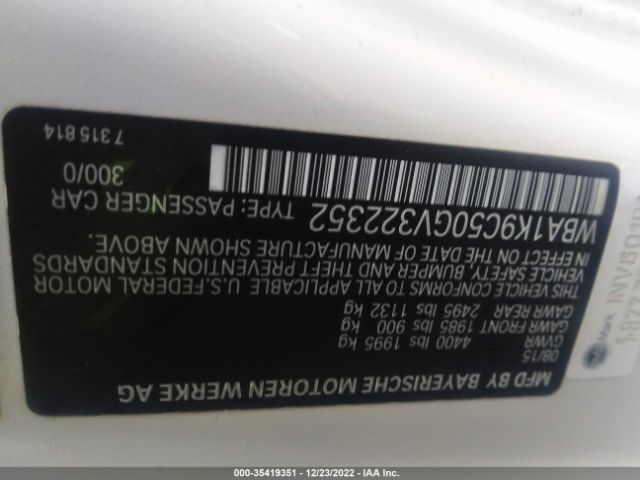 MFD BY BAYERISCHE MOTOREN WERKE AG
08/15
GVWR 4400 lbs 1995 kg
GAWR FRONT 1985 lbs 900 kg
GAWR REAR 2495 lbs 1132 kg
THIS VEHICLE CONFORMS TO ALL APPLICABLE U.S.FEDERAL MOTOR
VEHICLE SAFETY, BUMPER AND THEFT PREVENTION STANDARDS
IN EFFECT ON THE DATE OF MANUFACTURE SHOWN ABOVE.
WBA1K9C50GV322352 TYPE: PASSENGER CAR
300/0
7315814
Mark
000-35419351 - 12/23/2022 - IAA Inc.